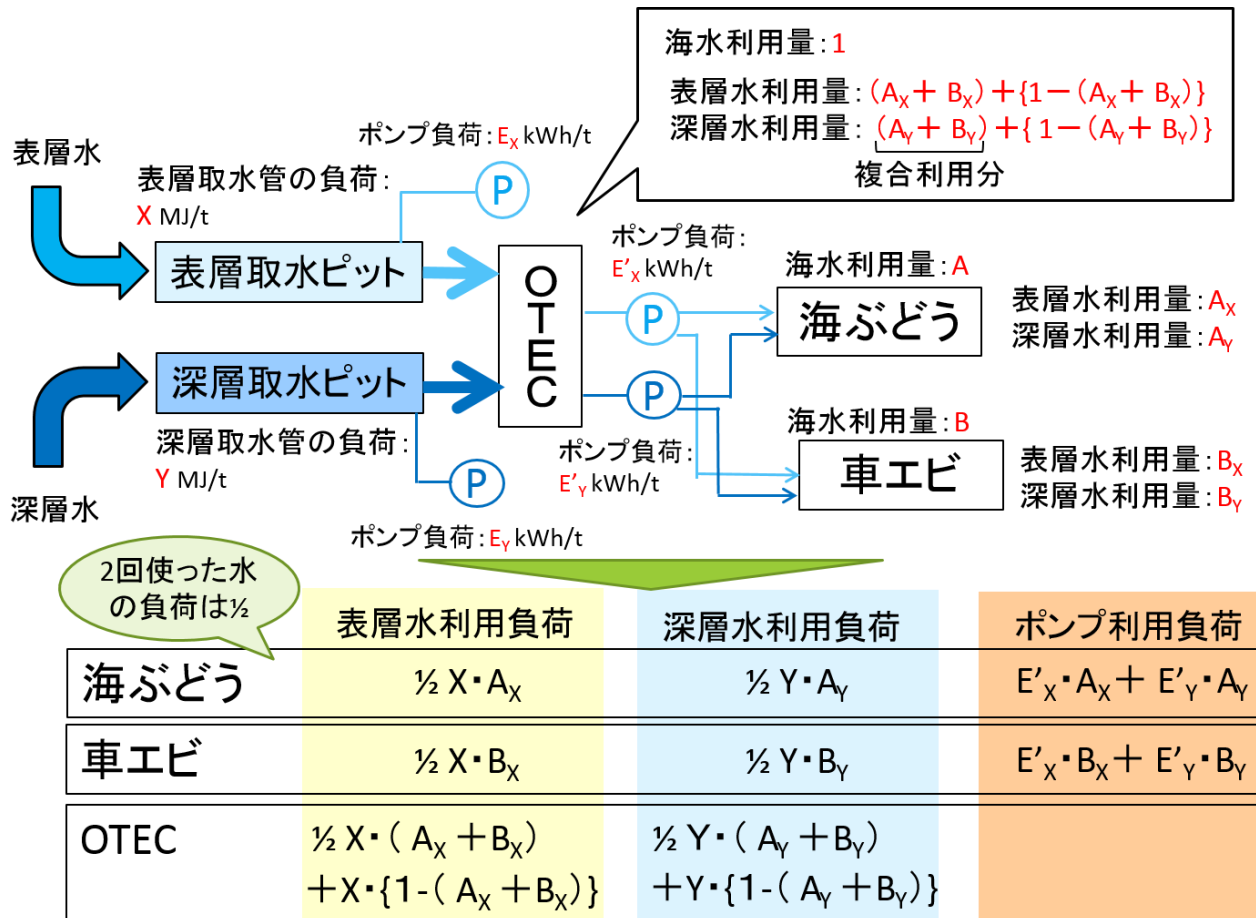 海水利用量：1
表層水利用量：(AX＋ BX)＋{1－(AX＋ BX)}
深層水利用量： (AY＋ BY)＋{ 1－(AY＋ BY)}
複合利用分
ポンプ負荷：EX kWh/t
表層水
表層取水管の負荷：
X MJ/t
P
表層取水ピット
OTEC
ポンプ負荷：
E'X kWh/t
P
海水利用量：A
海ぶどう
表層水利用量：AX
深層水利用量：AY
深層取水ピット
P
深層取水管の負荷：
Y MJ/t
深層水
P
ポンプ負荷：
E'Y kWh/t
海水利用量：B
車エビ
表層水利用量：BX
深層水利用量：BY
ポンプ負荷：EY kWh/t
2回使った水
の負荷は½
表層水利用負荷 深層水利用負荷 ポンプ利用負荷
海ぶどう ½ X・AX ½ Y・AY E'X・AX＋ E'Y・AY
車エビ ½ X・BX ½ Y・BY E'X・BX＋ E'Y・BY
OTEC ½ X・( AX ＋BX) ½ Y・( AY ＋BY)
＋X・{1-( AX ＋BX)} ＋Y・{1-( AY ＋BY)}